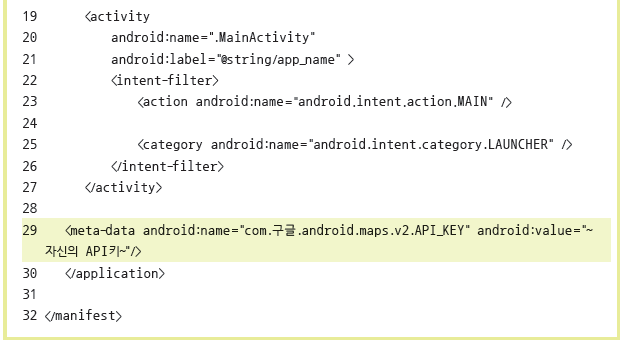 19 <activity
20 android:name=".MainActivity"
21 android:label="@string/app_name" >
22 <intent-filter>
23 <action android:name="android.intent.action.MAIN" />
24
25 <category android:name="android.intent.category.LAUNCHER" />
26 </intent-filter>
27 </activity>
28
29 <meta-data android:name="com.구글.android.maps.v2.API_KEY" android:value="~
자신의 API키~"/>
30 </application>
31
32 </manifest>